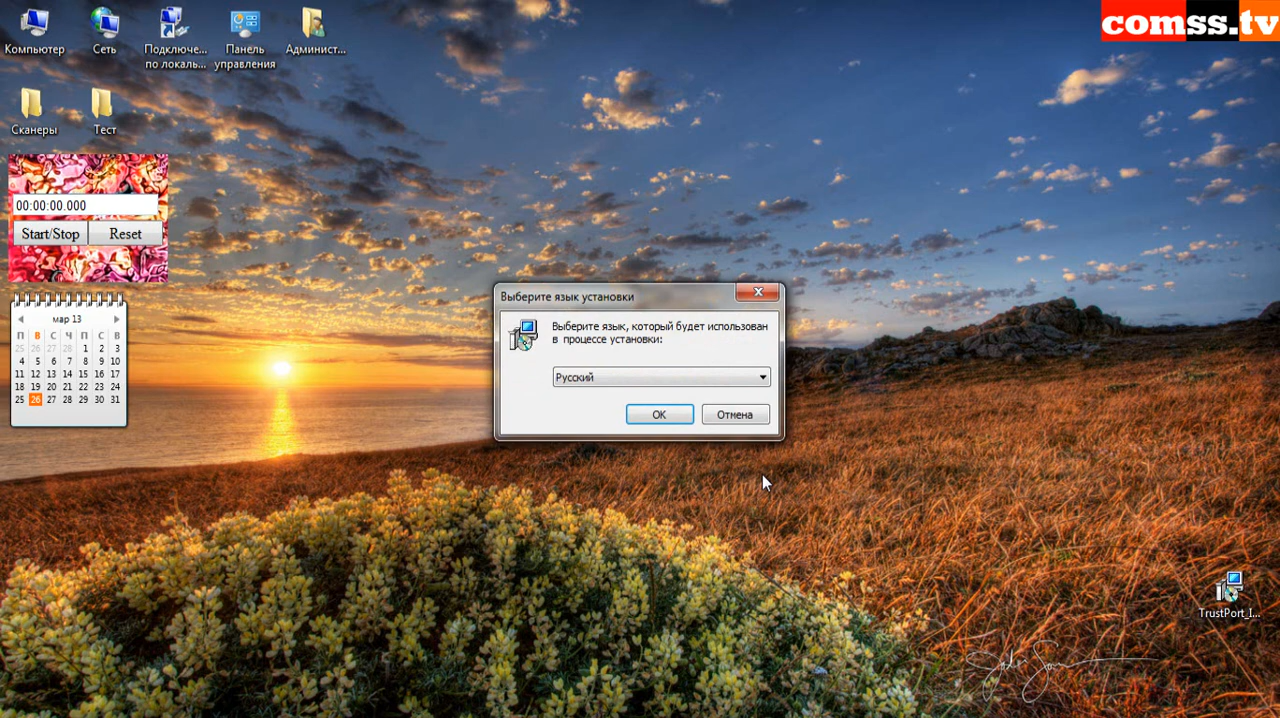 comss.tv
Компьютер
Сеть
Подключе...
по локаль...
Панель
управления
Админист...
Сканеры
Тест
00:00:00.000
Start/Stop
Reset
мар 13
П В С Ч П С В
25 26 27 28 1 2 3
4 5 6 7 8 9 10
11 12 13 14 15 16 17
18 19 20 21 22 23 24
25 26 27 28 29 30 31
Выберите язык установки
Выберите язык, который будет использован
в процессе установки:
Русский
ОК
Отмена
TrustPort_I...